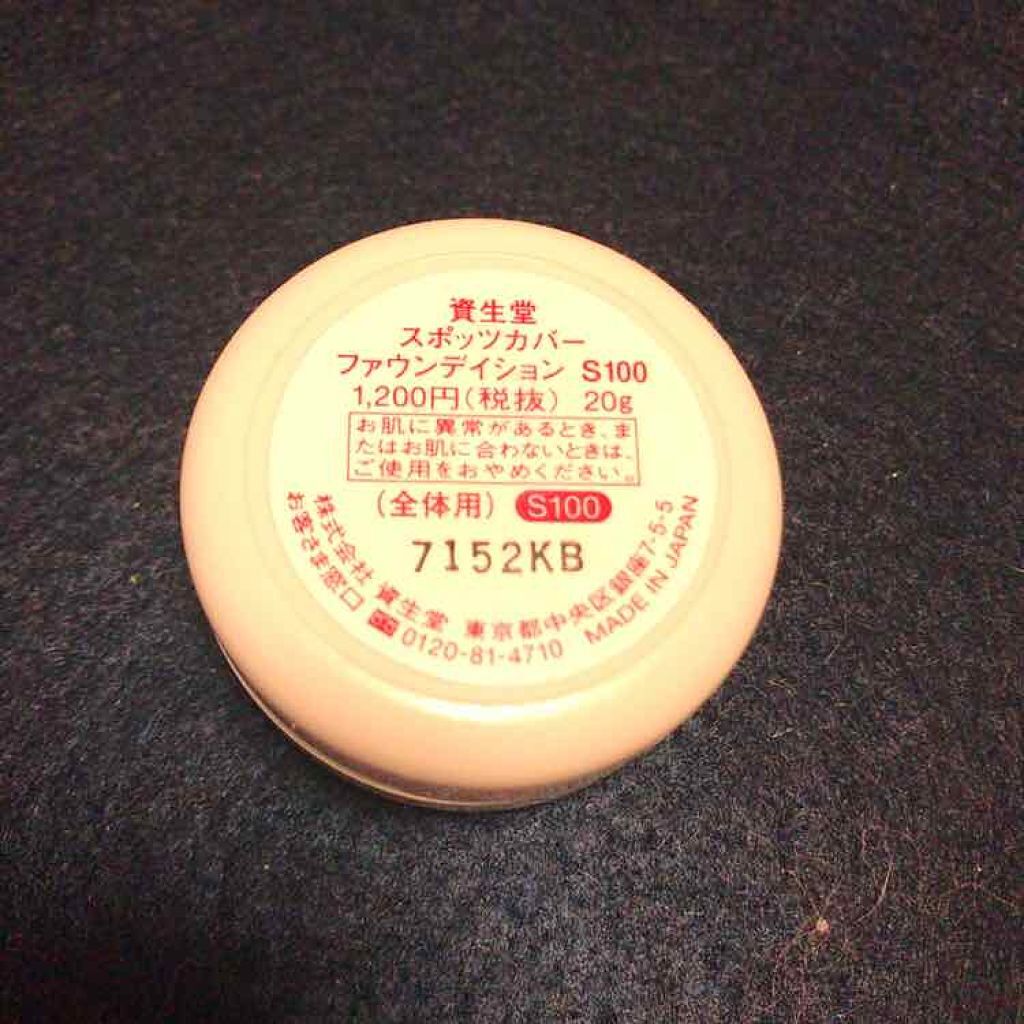 資生堂
スポッツカバー
ファウンデイション S100
1,200円(税抜) 20g
お肌に異常があるとき、ま
たはお肌に合わないときは、
ご使用をおやめください。
(全体用) S100
7152KB
株式会社 資生堂 東京都中央区銀座7-5-5
お客さま窓口 0120-81-4710 MADE IN JAPAN